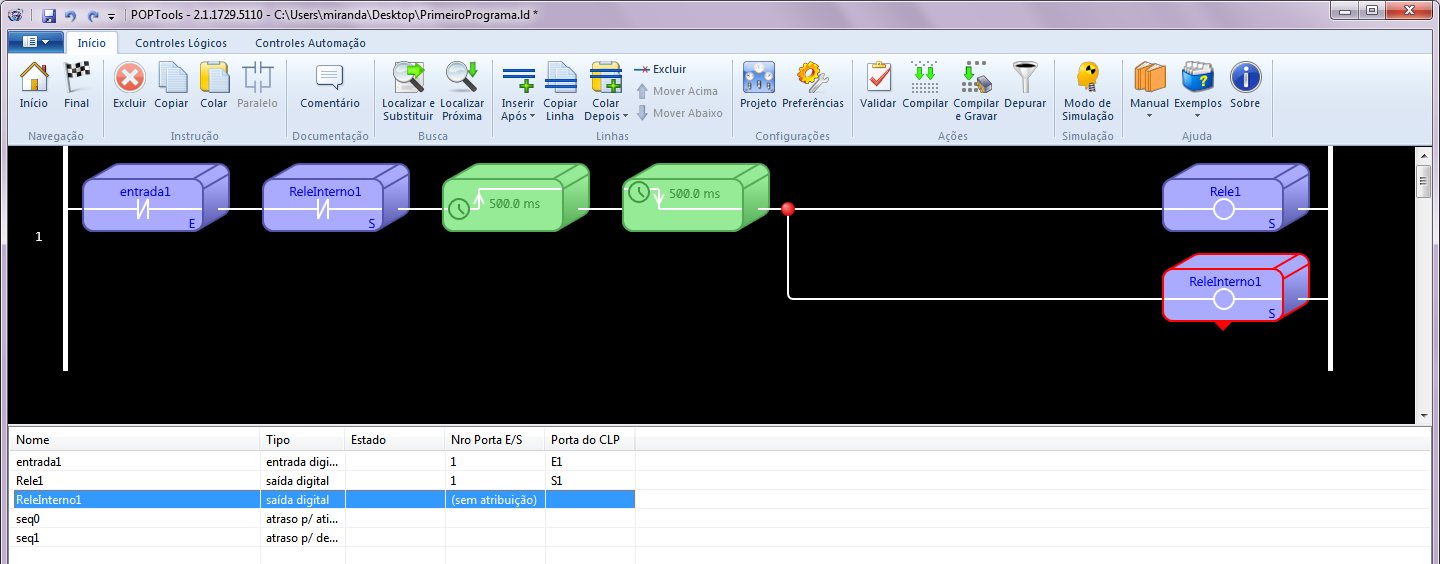 POPTools - 2.1.1729.5110 - C:\Users\miranda\Desktop\PrimeiroPrograma.ld *
Início Controles Lógicos Controles Automação
Início Final Excluir Copiar Colar Paralelo Comentário Localizar e Substituir Localizar Próxima Inserir Após Copiar Linha Colar Depois Excluir Mover Acima Mover Abaixo Projeto Preferências Validar Compilar Compilar e Gravar Depurar Modo de Simulação Manual Exemplos Sobre
Navegação Instrução Documentação Busca Linhas Configurações Ações Simulação Ajuda
entrada1 ReleInterno1 Rele1
500.0 ms 500.0 ms
E S S
1
ReleInterno1
S
Nome Tipo Estado Nro Porta E/S Porta do CLP
entrada1 entrada digi... 1 E1
Rele1 saída digital 1 S1
ReleInterno1 saída digital (sem atribuição)
seq0 atraso p/ ati...
seq1 atraso p/ de...